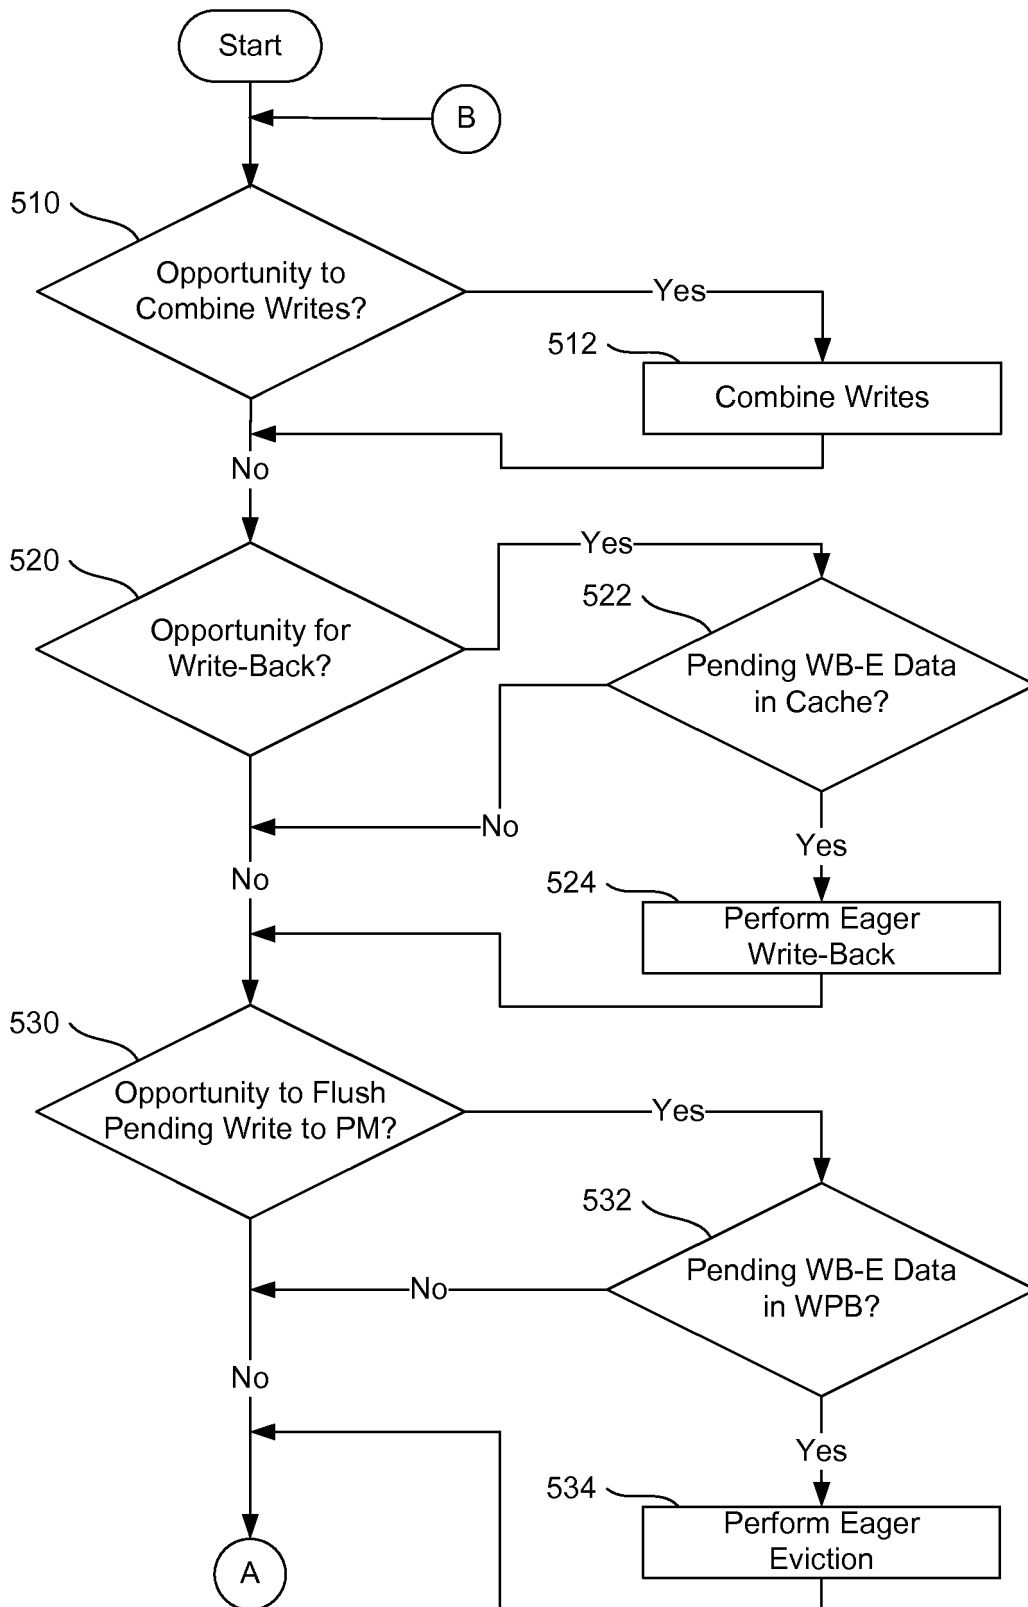 Start
B
510
Opportunity to
Combine Writes?
Yes
512
Combine Writes
No
520
Opportunity for
Write-Back?
Yes
522
Pending WB-E Data
in Cache?
No
Yes
No
524
Perform Eager
Write-Back
530
Opportunity to Flush
Pending Write to PM?
Yes
532
Pending WB-E Data
in WPB?
No
No
Yes
534
Perform Eager
Eviction
A